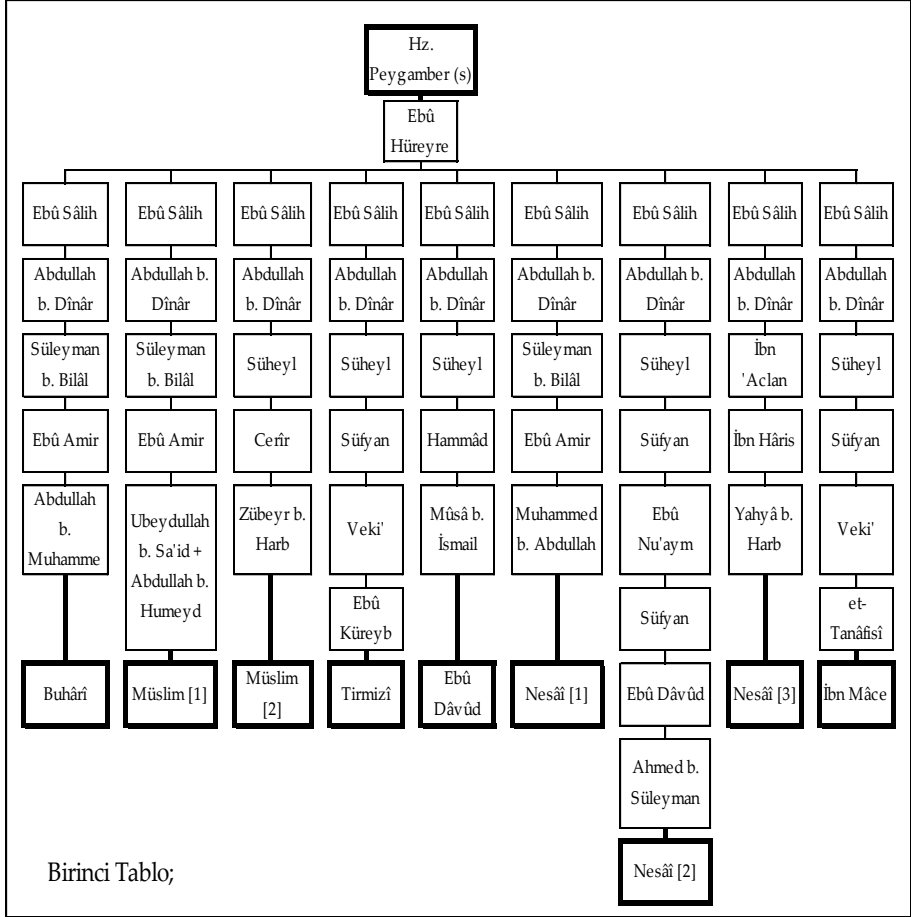 Hz.
Peygamber (s)
Ebû
Hüreyre
Ebû Sâlih
Ebû Sâlih
Ebû Sâlih
Ebû Sâlih
Ebû Sâlih
Ebû Sâlih
Ebû Sâlih
Ebû Sâlih
Ebû Sâlih
Abdullah
b. Dînâr
Abdullah b.
Dînâr
Abdullah
b. Dînâr
Abdullah
b. Dînâr
Abdullah
b. Dînâr
Abdullah b.
Dînâr
Abdullah b.
Dînâr
Abdullah
b. Dînâr
Abdullah
b. Dînâr
Süleyman
b. Bilâl
Süleyman
b. Bilâl
Süheyl
Süheyl
Süheyl
Süleyman
b. Bilâl
Süheyl
İbn
'Aclan
Süheyl
Ebû Amir
Ebû Amir
Cerîr
Süfyan
Hammâd
Ebû Amir
Süfyan
İbn Hâris
Süfyan
Abdullah
b.
Muhamme
Ubeydullah
b. Sa'id +
Abdullah b.
Humeyd
Zübeyr b.
Harb
Veki'
Mûsâ b.
İsmail
Muhammed
b. Abdullah
Ebû
Nu'aym
Yahyâ b.
Harb
Veki'
Ebû
Küreyb
Süfyan
et-
Tanâfisî
Buhârî
Müslim [1]
Müslim
[2]
Tirmizî
Ebû
Dâvûd
Nesâî [1]
Ebû Dâvûd
Nesâî [3]
İbn Mâce
Ahmed b.
Süleyman
Nesâî [2]
Birinci Tablo;